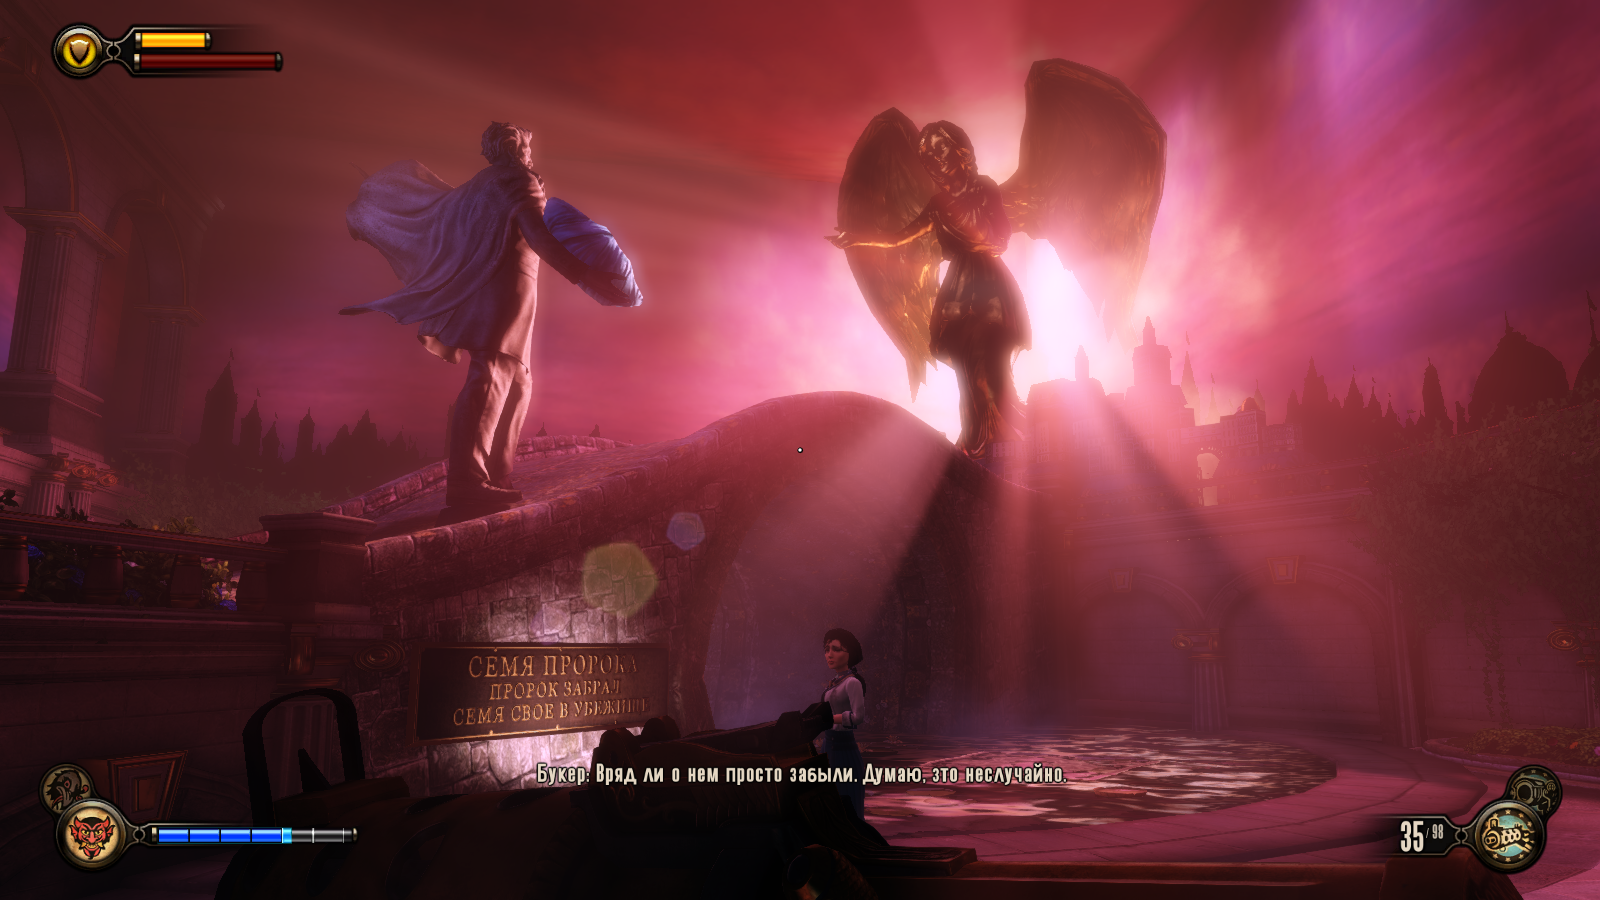 СЕМЯ ПРОРОКА
ПРОРОК ЗАБРАЛ
СЕМЯ СВОЕ В УБЕЖИЩЕ
Букер: Вряд ли о нем просто забыли. Думаю, это неслучайно.
35/98